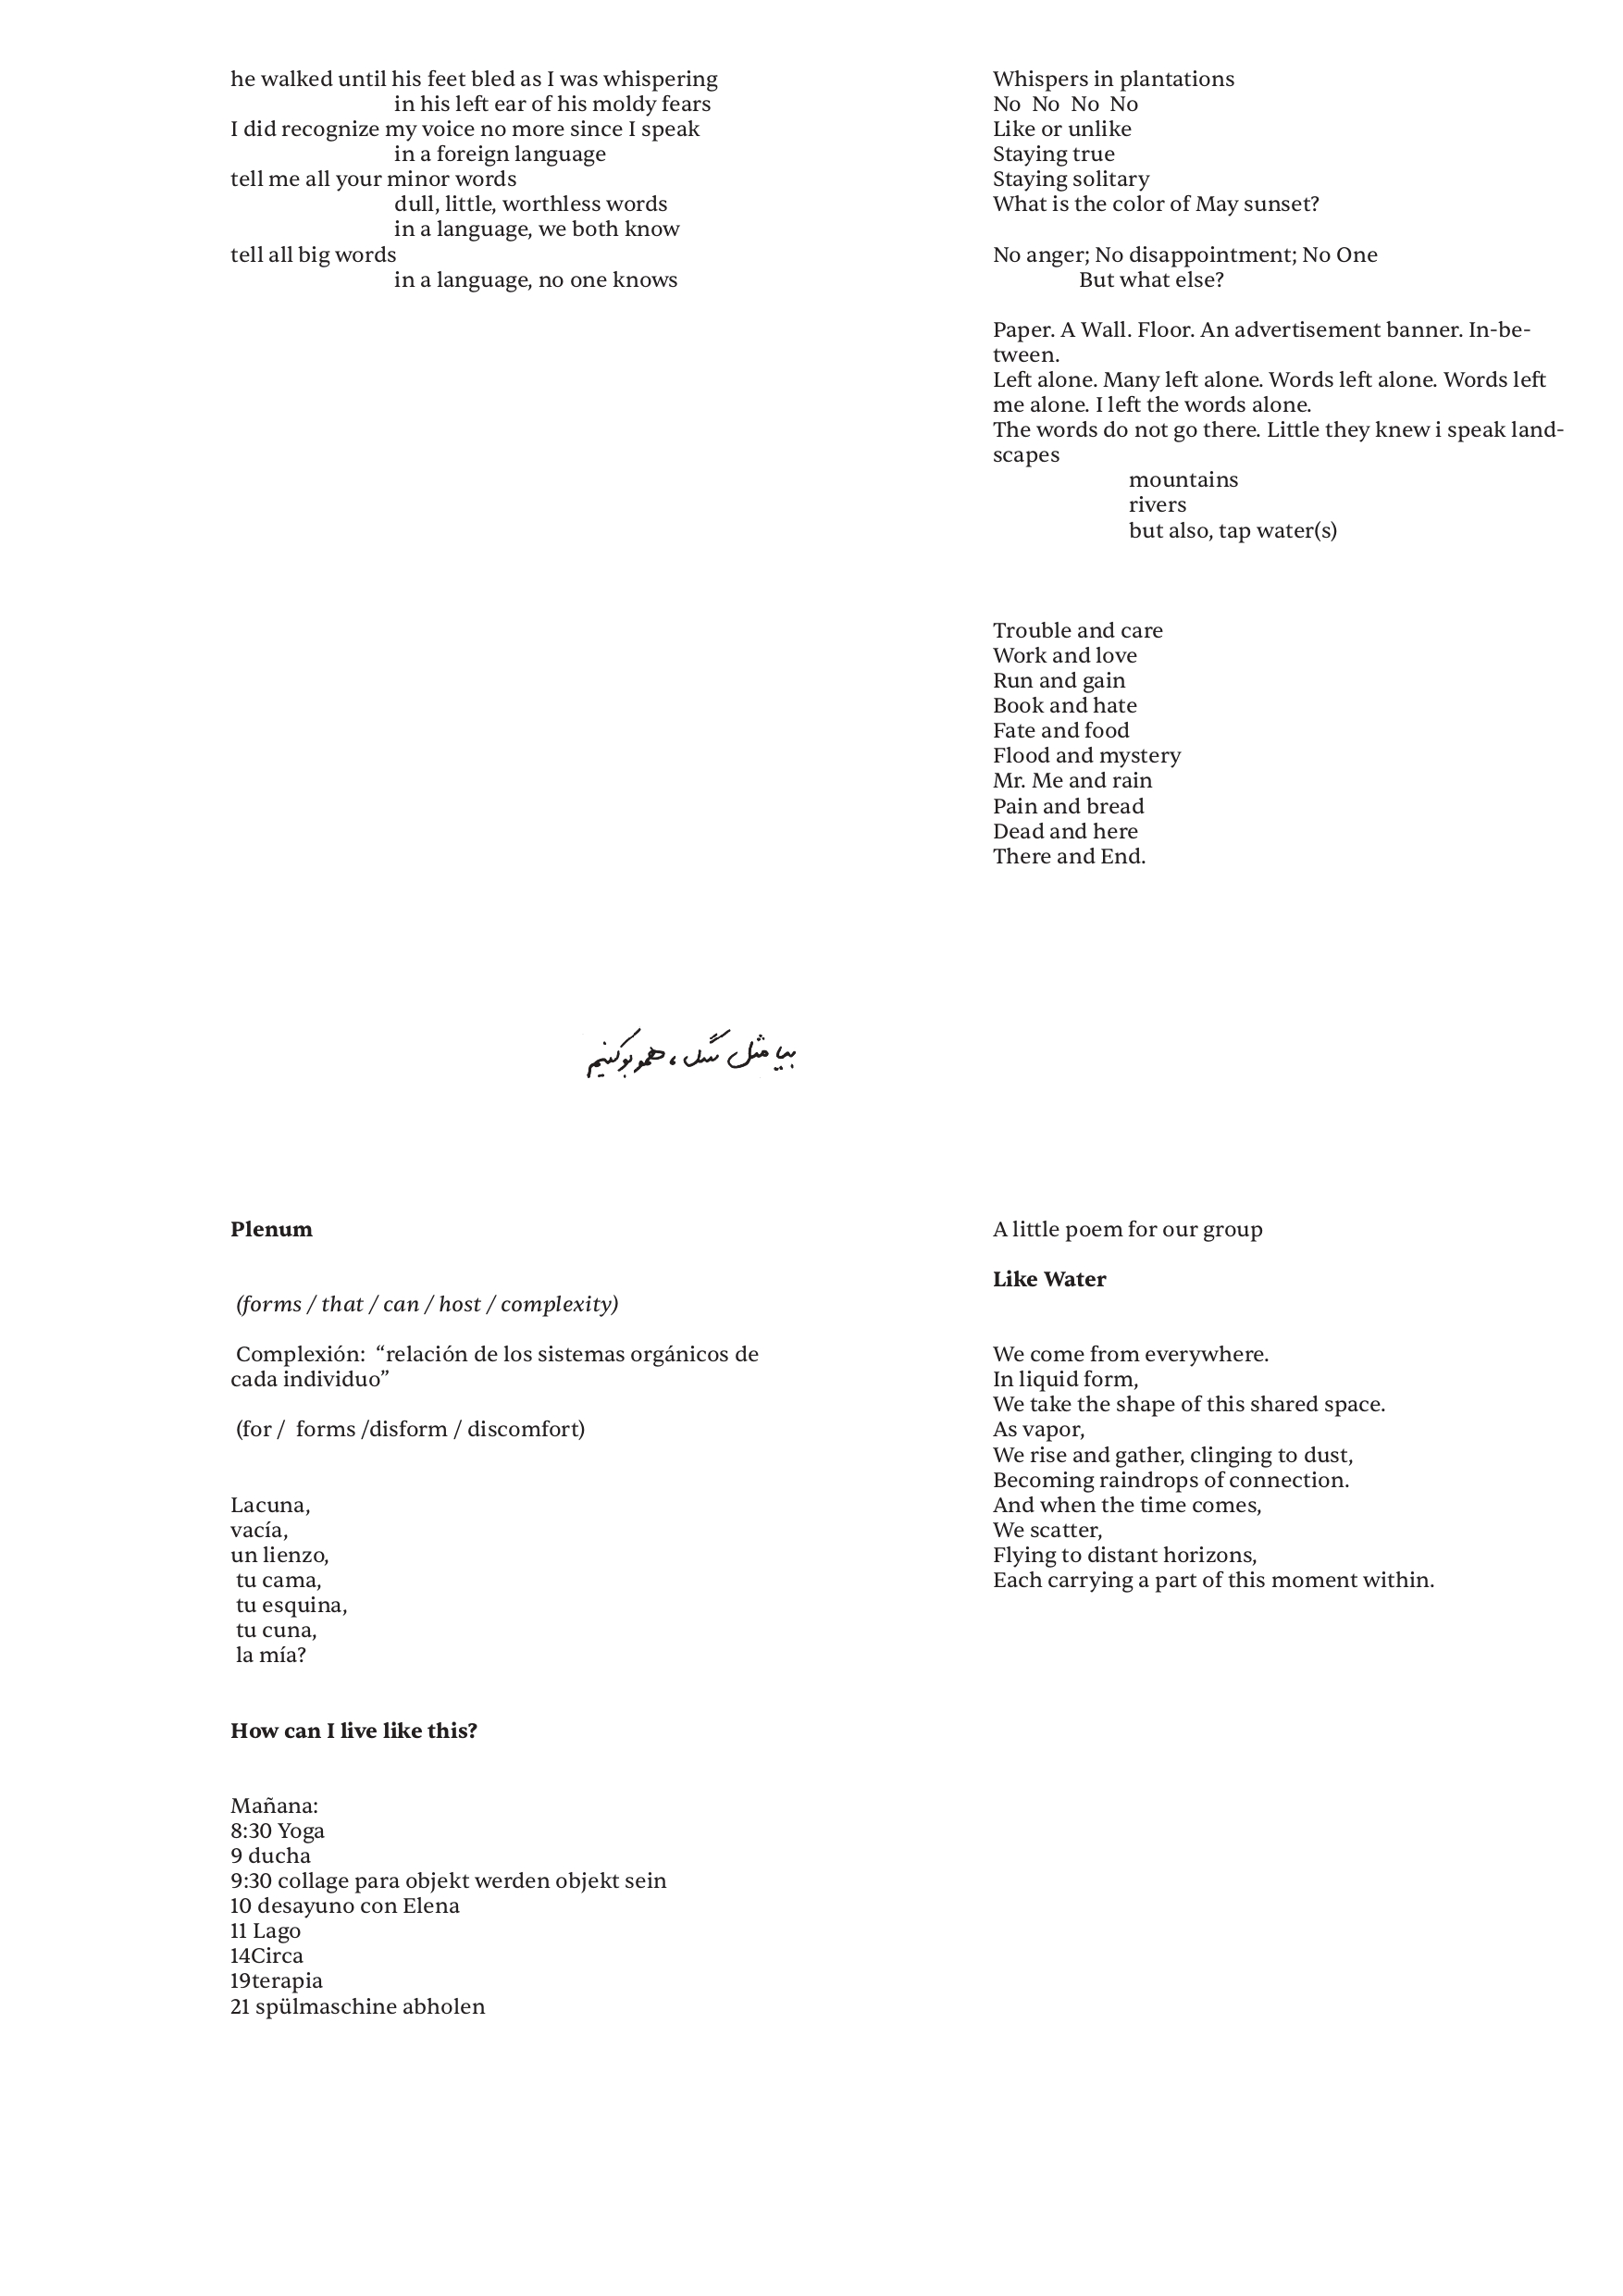 he walked until his feet bled as I was whispering
in his left ear of his moldy fears
I did recognize my voice no more since I speak
in a foreign language
tell me all your minor words
dull, little, worthless words
in a language, we both know
tell all big words
in a language, no one knows
Whispers in plantations
No No No No
Like or unlike
Staying true
Staying solitary
What is the color of May sunset?
No anger; No disappointment; No One
But what else?
Paper. A Wall. Floor. An advertisement banner. In-be-
tween.
Left alone. Many left alone. Words left alone. Words left
me alone. I left the words alone.
The words do not go there. Little they knew i speak land-
scapes
mountains
rivers
but also, tap water(s)
Trouble and care
Work and love
Run and gain
Book and hate
Fate and food
Flood and mystery
Mr. Me and rain
Pain and bread
Dead and here
There and End.
بیا مثل سگ، همو بو کنیم
Plenum
(forms / that / can / host / complexity)
Complexión: “relación de los sistemas orgánicos de
cada individuo”
(for / forms /disform / discomfort)
Lacuna,
vacía,
un lienzo,
tu cama,
tu esquina,
tu cuna,
la mía?
How can I live like this?
Mañana:
8:30 Yoga
9 ducha
9:30 collage para objekt werden objekt sein
10 desayuno con Elena
11 Lago
14Circa
19terapia
21 spülmaschine abholen
A little poem for our group
Like Water
We come from everywhere.
In liquid form,
We take the shape of this shared space.
As vapor,
We rise and gather, clinging to dust,
Becoming raindrops of connection.
And when the time comes,
We scatter,
Flying to distant horizons,
Each carrying a part of this moment within.